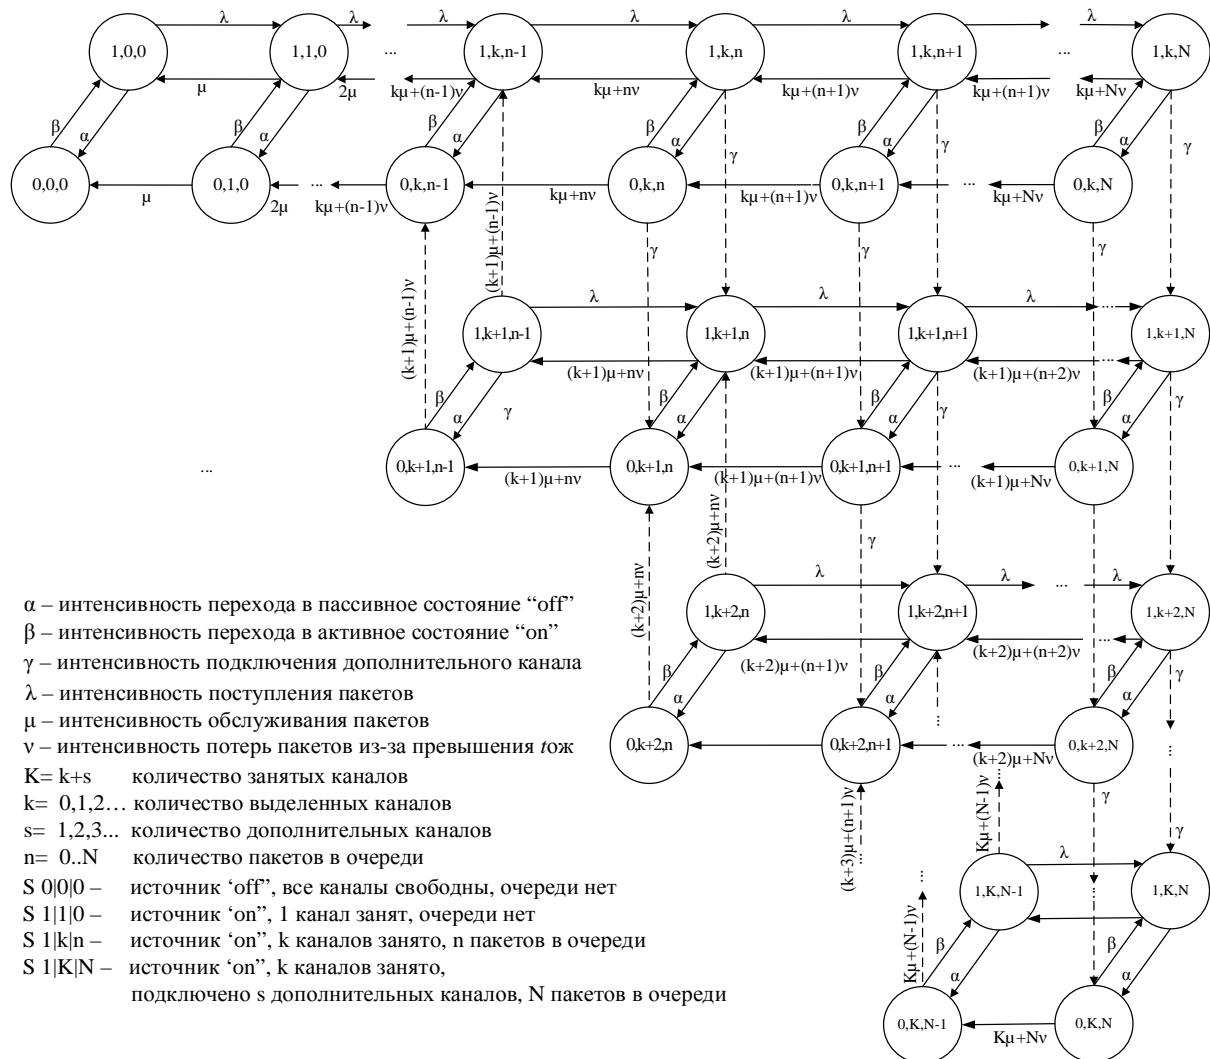 λ λ λ λ λ λ
1,0,0 1,1,0 ... 1,k,n-1 1,k,n 1,k,n+1 ... 1,k,N
μ 2μ kμ+(n-1)ν kμ+nν kμ+(n+1)ν kμ+(n+1)ν kμ+Nν
β α β α β α β α γ β α γ β α γ
0,0,0 0,1,0 ... 0,k,n-1 0,k,n 0,k,n+1 ... 0,k,N
μ 2μ kμ+(n-1)ν kμ+nν kμ+(n+1)ν kμ+Nν
(k+1)μ+(n-1)ν (k+1)μ+(n-1)ν γ γ γ
λ λ λ
1,k+1,n-1 1,k+1,n 1,k+1,n+1 ... 1,k+1,N
(k+1)μ+nν (k+1)μ+(n+1)ν (k+1)μ+(n+2)ν ...
β α γ β α β α γ β α γ
... 0,k+1,n-1 0,k+1,n 0,k+1,n+1 ... 0,k+1,N
(k+1)μ+nν (k+1)μ+(n+1)ν (k+1)μ+Nν
(k+2)μ+nν (k+2)μ+nν γ
λ λ ... λ
1,k+2,n 1,k+2,n+1 1,k+2,N
(k+2)μ+(n+1)ν (k+2)μ+(n+2)ν ...
β α β α ... β α γ
0,k+2,n 0,k+2,n+1 ... 0,k+2,N ...
(k+2)μ+Nν
(k+3)μ+(n+1)ν ... Kμ+(N-1)ν ... γ γ
Kμ+(N-1)ν ... λ ...
1,K,N-1 1,K,N
β α β α
0,K,N-1 0,K,N
Kμ+Nν
α – интенсивность перехода в пассивное состояние “off”
β – интенсивность перехода в активное состояние “on”
γ – интенсивность подключения дополнительного канала
λ – интенсивность поступления пакетов
μ – интенсивность обслуживания пакетов
ν – интенсивность потерь пакетов из-за превышения tож
K= k+s количество занятых каналов
k= 0,1,2… количество выделенных каналов
s= 1,2,3... количество дополнительных каналов
n= 0..N количество пакетов в очереди
S 0|0|0 – источник ‘off”, все каналы свободны, очереди нет
S 1|1|0 – источник ‘on”, 1 канал занят, очереди нет
S 1|k|n – источник ‘on”, k каналов занято, n пакетов в очереди
S 1|K|N – источник ‘on”, k каналов занято,
подключено s дополнительных каналов, N пакетов в очереди